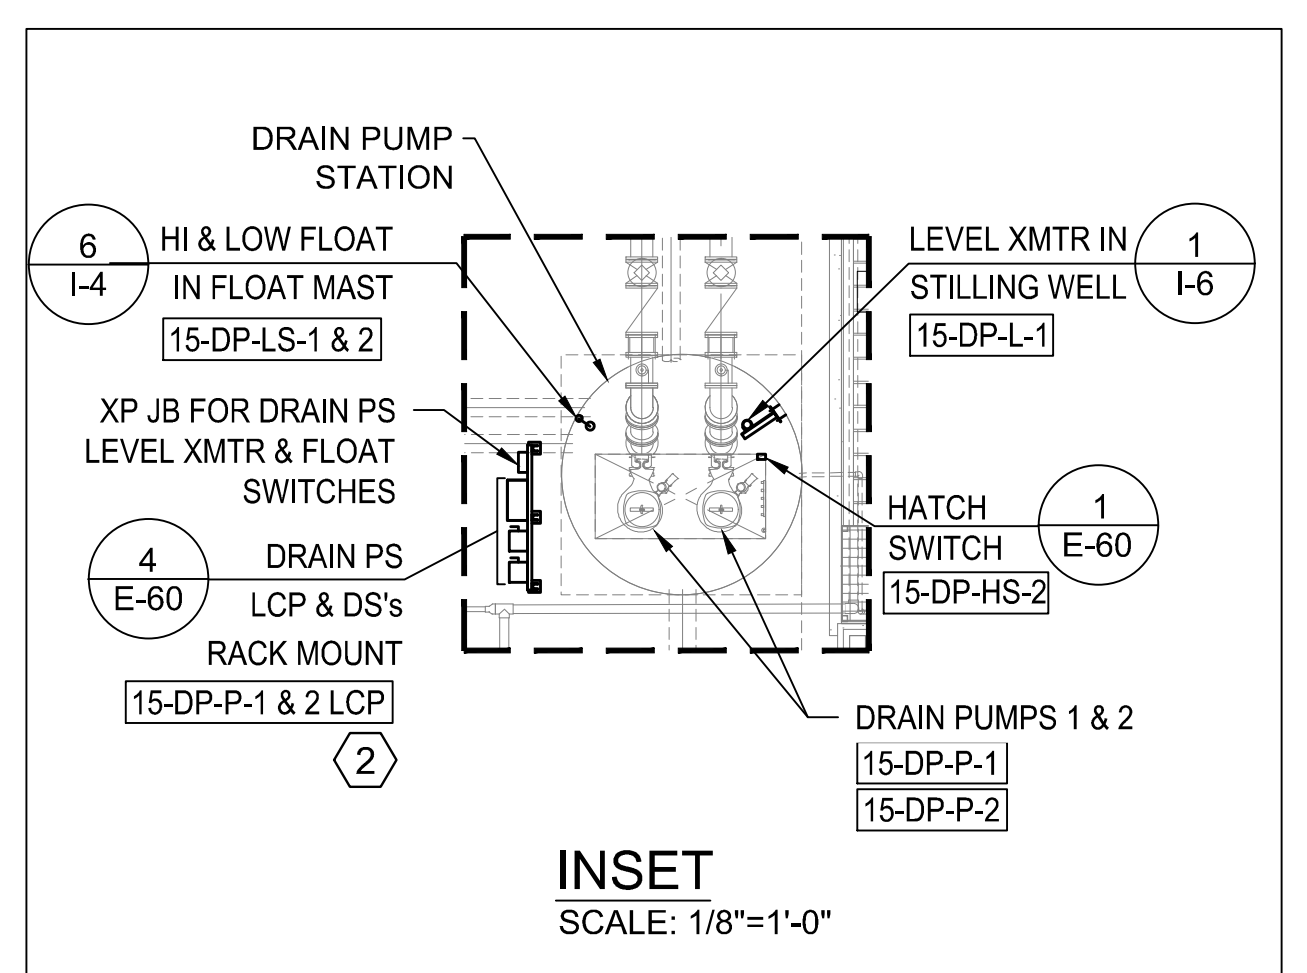 DRAIN PUMP
STATION
6
I-4
HI & LOW FLOAT
IN FLOAT MAST
15-DP-LS-1 & 2
XP JB FOR DRAIN PS
LEVEL XMTR & FLOAT
SWITCHES
4
E-60
DRAIN PS
LCP & DS's
RACK MOUNT
15-DP-P-1 & 2 LCP
2
LEVEL XMTR IN
STILLING WELL
15-DP-L-1
1
I-6
HATCH
SWITCH
15-DP-HS-2
1
E-60
DRAIN PUMPS 1 & 2
15-DP-P-1
15-DP-P-2
INSET
SCALE: 1/8"=1'-0"